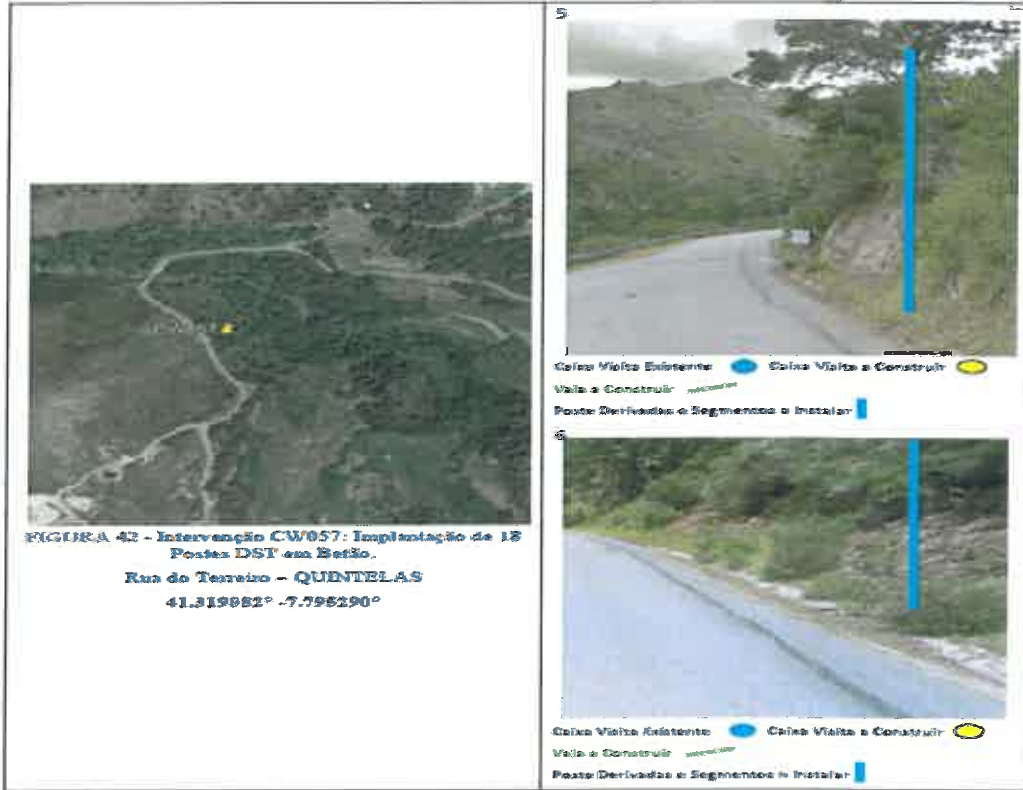 FIGURA 42 - Intervenção CW057: Implantação de 18
Postes DST em Betão.
Rua do Terreiro – QUINTELAS
41.319882° -7.795290°
5
Caixa Visita Existente Caixa Visita a Construir
Vala a Construir
Poste Derivadas e Segmentos a Instalar
6
Caixa Visita Existente Caixa Visita a Construir
Vala a Construir
Poste Derivadas e Segmentos a Instalar